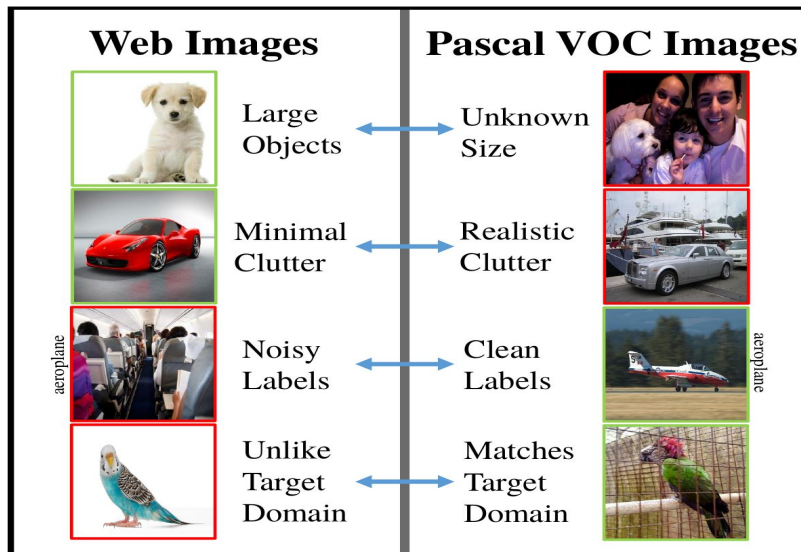 Web Images
Pascal VOC Images
Large
Objects
Unknown
Size
Minimal
Clutter
Realistic
Clutter
aeroplane
Noisy
Labels
Clean
Labels
aeroplane
Unlike
Target
Domain
Matches
Target
Domain